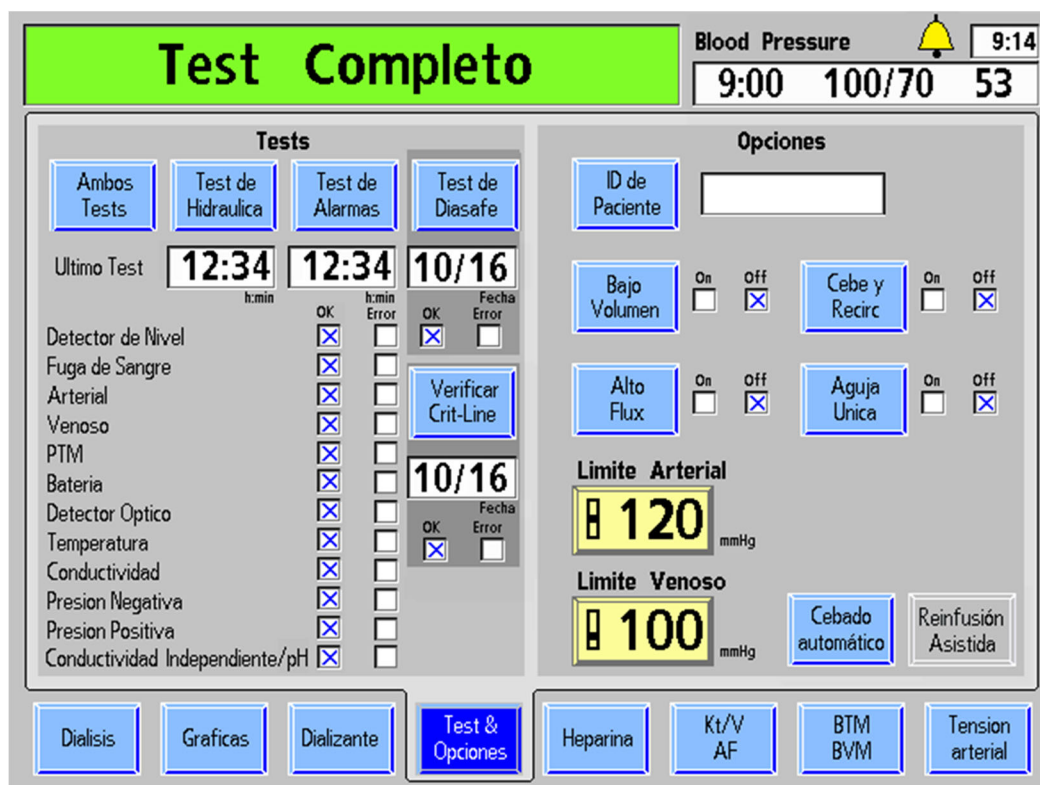 Test Completo
Blood Pressure
9:14
9:00 100/70 53
Tests
Ambos
Tests
Test de
Hidraulica
Test de
Alarmas
Test de
Diasafe
Ultimo Test
12:34
h:min
12:34
h:min
10/16
Fecha
OK Error
OK Error
Detector de Nivel
Fuga de Sangre
Arterial
Venoso
PTM
Bateria
Detector Optico
Temperatura
Conductividad
Presion Negativa
Presion Positiva
Conductividad Independiente/pH
Verificar
Crit-Line
10/16
Fecha
OK Error
Opciones
ID de
Paciente
Bajo
Volumen
On Off
Cebe y
Recirc
On Off
Alto
Flux
On Off
Aguja
Unica
On Off
Limite Arterial
120 mmHg
Limite Venoso
100 mmHg
Cebado
automático
Reinfusión
Asistida
Dialisis
Graficas
Dializante
Test &
Opciones
Heparina
Kt/V
AF
BTM
BVM
Tension
arterial